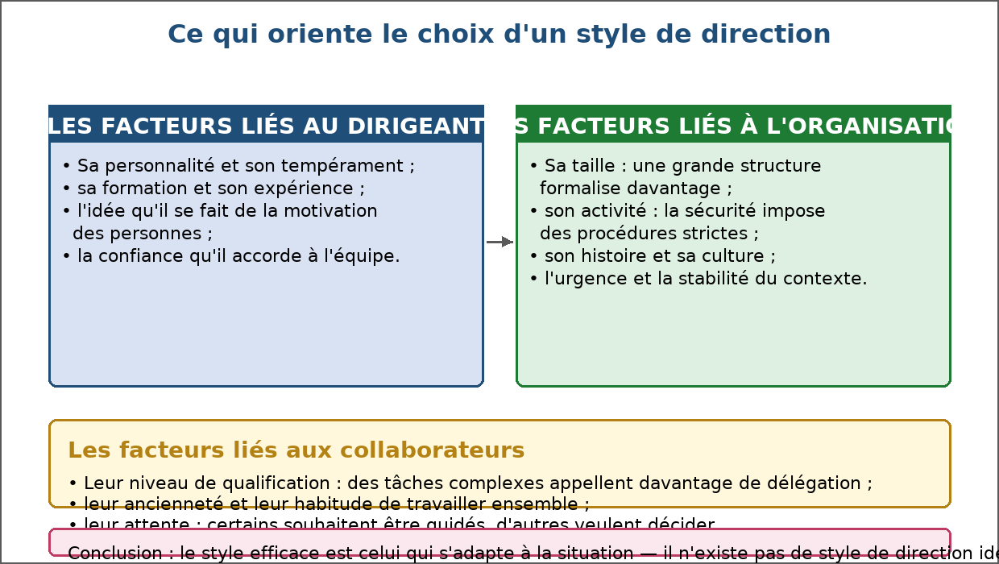 Ce qui oriente le choix d'un style de direction
LES FACTEURS LIÉS AU DIRIGEANT
• Sa personnalité et son tempérament ;
• sa formation et son expérience ;
• l'idée qu'il se fait de la motivation
des personnes ;
• la confiance qu'il accorde à l'équipe.
S FACTEURS LIÉS À L'ORGANISATIO
• Sa taille : une grande structure
formalise davantage ;
• son activité : la sécurité impose
des procédures strictes ;
• son histoire et sa culture ;
• l'urgence et la stabilité du contexte.
Les facteurs liés aux collaborateurs
• Leur niveau de qualification : des tâches complexes appellent davantage de délégation ;
• leur ancienneté et leur habitude de travailler ensemble ;
• leur attente : certains souhaitent être guidés, d'autres veulent décider
Conclusion : le style efficace est celui qui s'adapte à la situation — il n'existe pas de style de direction idé